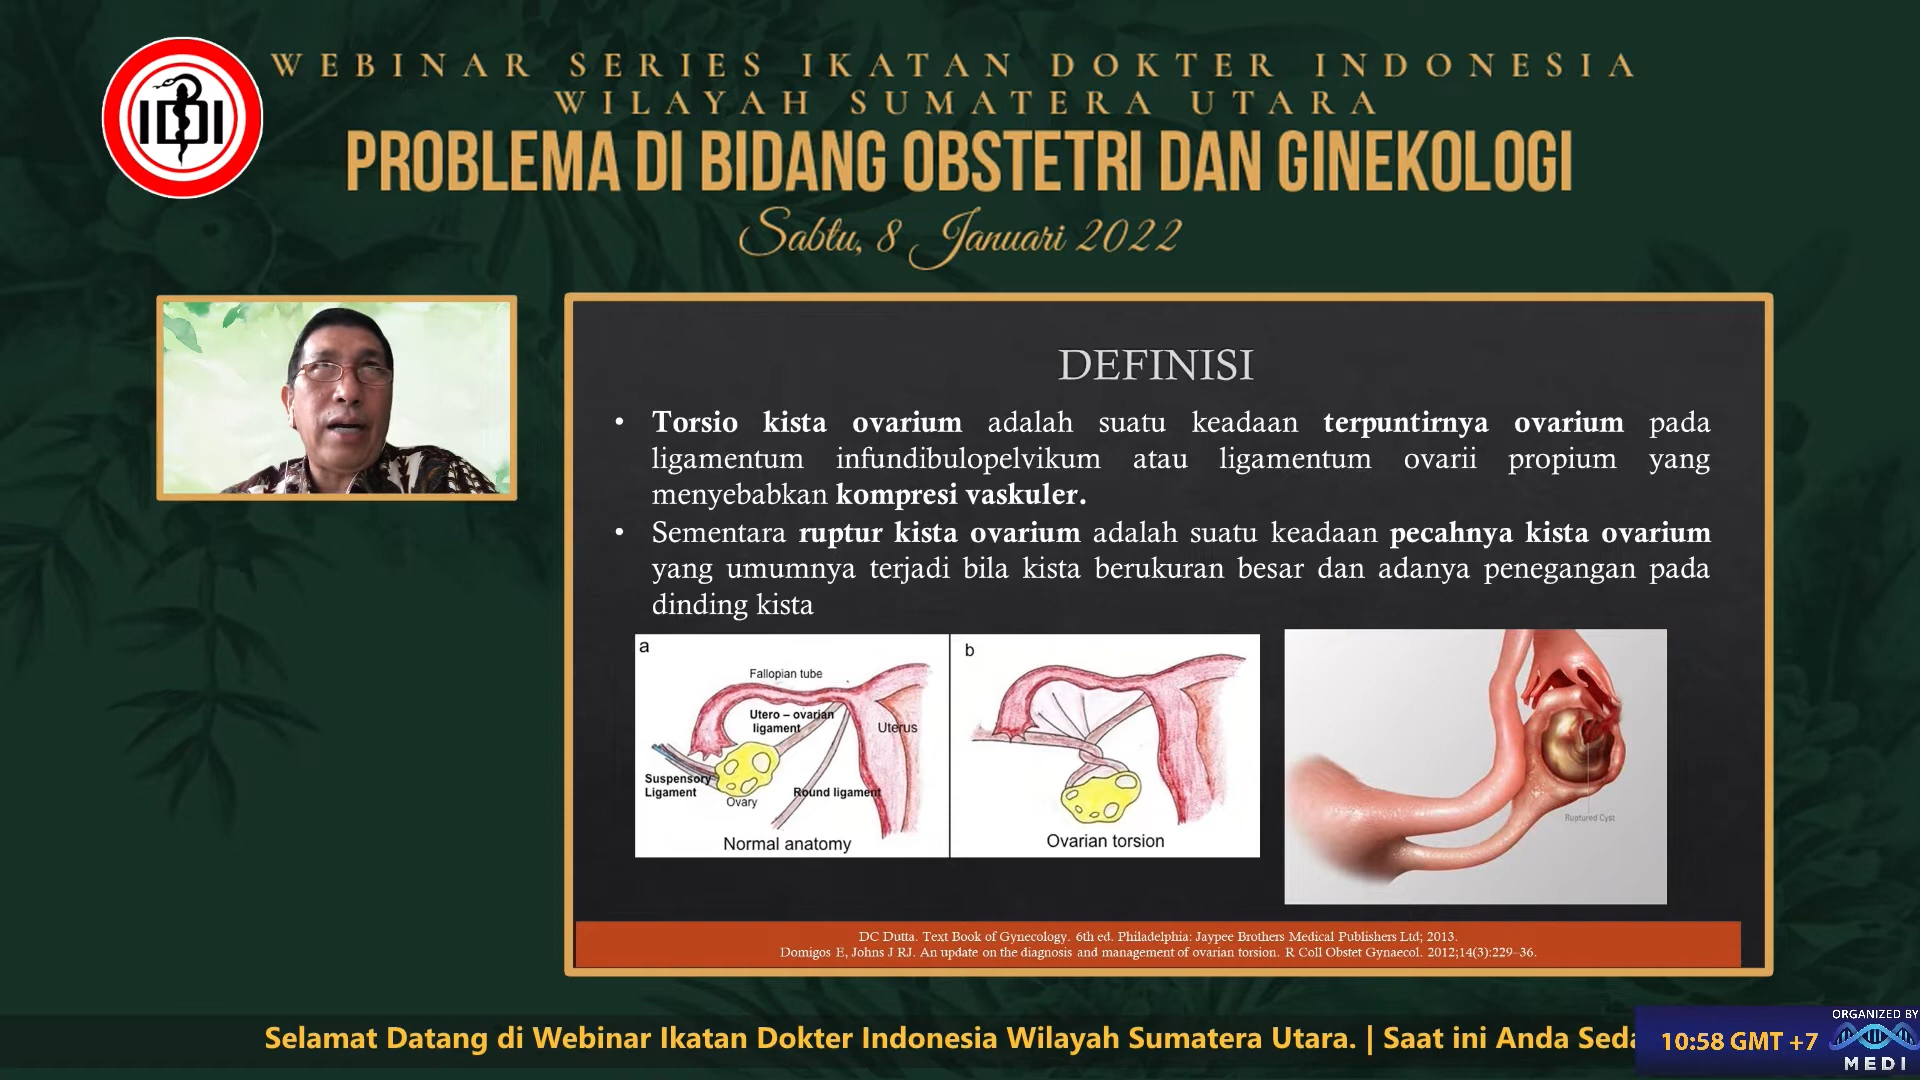 IDI
WEBINAR SERIES IKATAN DOKTER INDONESIA
WILAYAH SUMATERA UTARA
PROBLEMA DI BIDANG OBSTETRI DAN GINEKOLOGI
Sabtu, 8 Januari 2022
DEFINISI
• Torsio kista ovarium adalah suatu keadaan terpuntirnya ovarium pada
ligamentum infundibulopelvikum atau ligamentum ovarii propium yang
menyebabkan kompresi vaskuler.
• Sementara ruptur kista ovarium adalah suatu keadaan pecahnya kista ovarium
yang umumnya terjadi bila kista berukuran besar dan adanya penegangan pada
dinding kista
a
Fallopian tube
Utero – ovarian
ligament
Uterus
Suspensory
Ligament
Ovary
Round ligament
Normal anatomy
b
Ovarian torsion
Ruptured Cyst
DC Dutta. Text Book of Gynecology. 6th ed. Philadelphia: Jaypee Brothers Medical Publishers Ltd; 2013.
Domigos E, Johns J RJ. An update on the diagnosis and management of ovarian torsion. R Coll Obstet Gynaecol. 2012;14(3):229–36.
Selamat Datang di Webinar Ikatan Dokter Indonesia Wilayah Sumatera Utara. | Saat ini Anda Seda
10:58 GMT +7
ORGANIZED BY
MEDI